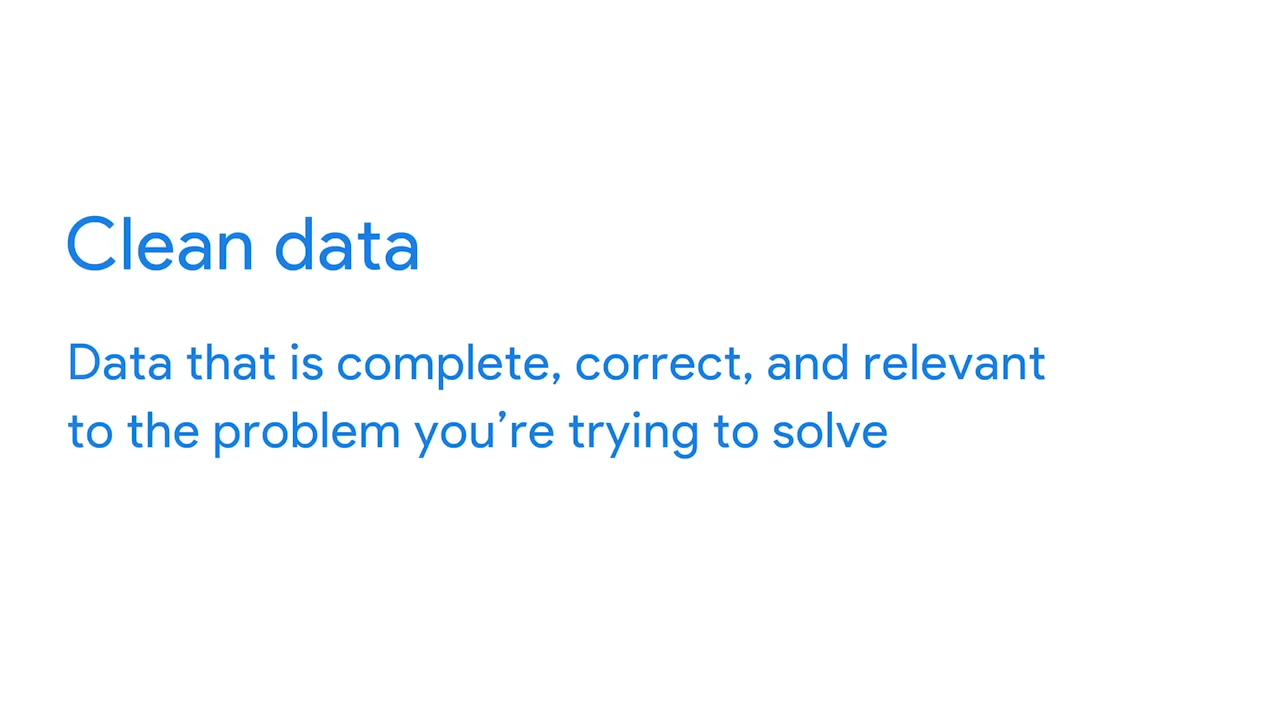 Clean data
Data that is complete, correct, and relevant
to the problem you’re trying to solve